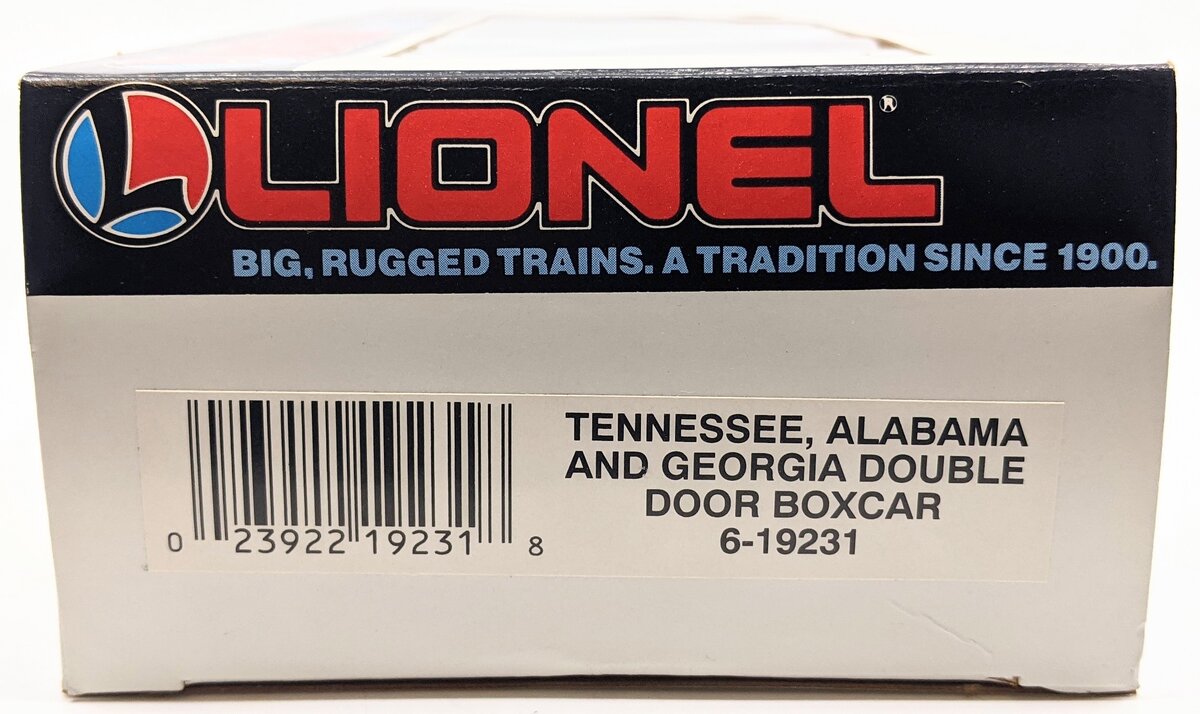 LIONEL®
BIG, RUGGED TRAINS. A TRADITION SINCE 1900.
TENNESSEE, ALABAMA
AND GEORGIA DOUBLE
DOOR BOXCAR
6-19231
0 23922 19231 8